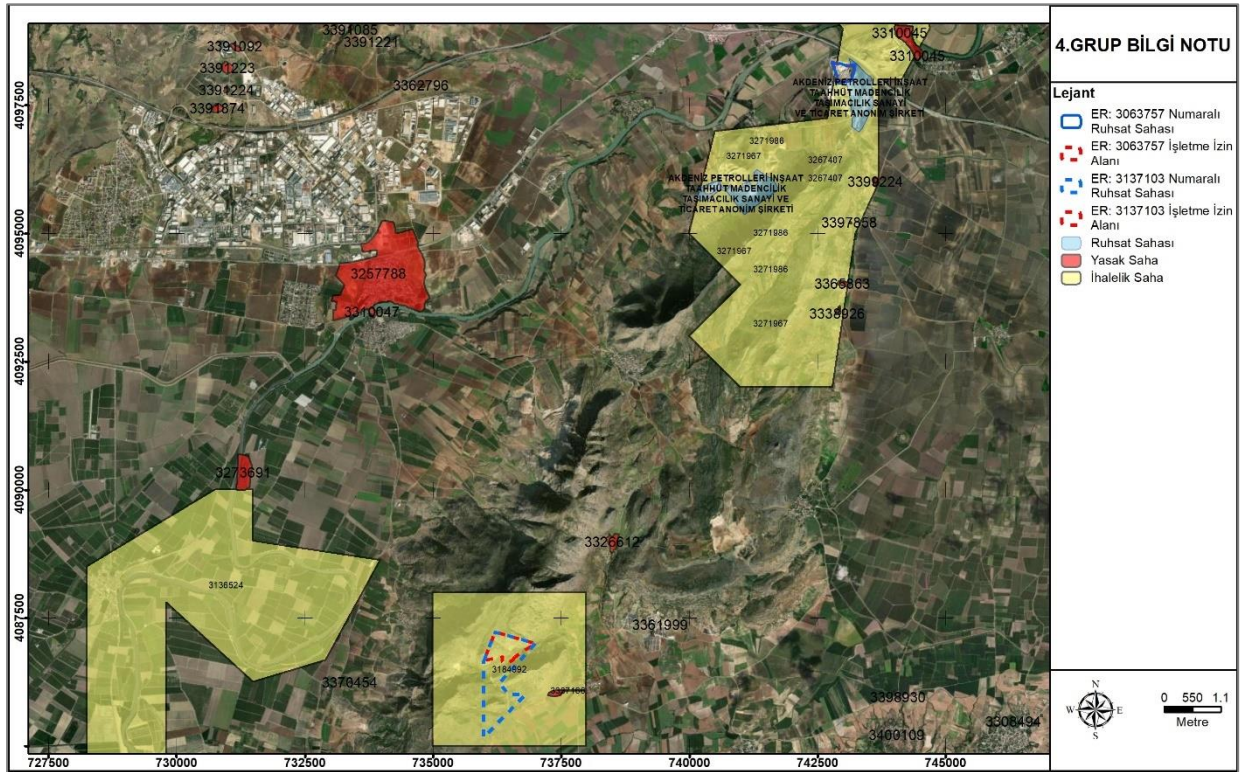 4.GRUP BİLGİ NOTU
Lejant
ER: 3063757 Numaralı
Ruhsat Sahası
ER: 3063757 İşletme İzin
Alanı
ER: 3137103 Numaralı
Ruhsat Sahası
ER: 3137103 İşletme İzin
Alanı
Ruhsat Sahası
Yasak Saha
İhalelik Saha
N
W E
S
0 550 1.1
Metre
3391085
3391092
3391221
3391223
3362796
3391224
3391874
3310045
3310045
AKDENİZ PETROLLERİ İNŞAAT
TAAHHÜT MADENCİLİK
TAŞIMACILIK SANAYİ
VE TİCARET ANONİM ŞİRKETİ
3271986
3271967
3267407
3267407
3399224
AKDENİZ PETROLLERİ İNŞAAT
TAAHHÜT MADENCİLİK
TAŞIMACILIK SANAYİ VE
TİCARET ANONİM ŞİRKETİ
3397858
3271986
3271967
3271986
3257788
3310047
3338926
3271967
3273691
3326612
3136524
3351999
3184892
3370454
3398930
3308494
3400109
4097500
4095000
4092500
4090000
4087500
727500
730000
732500
735000
737500
740000
742500
745000